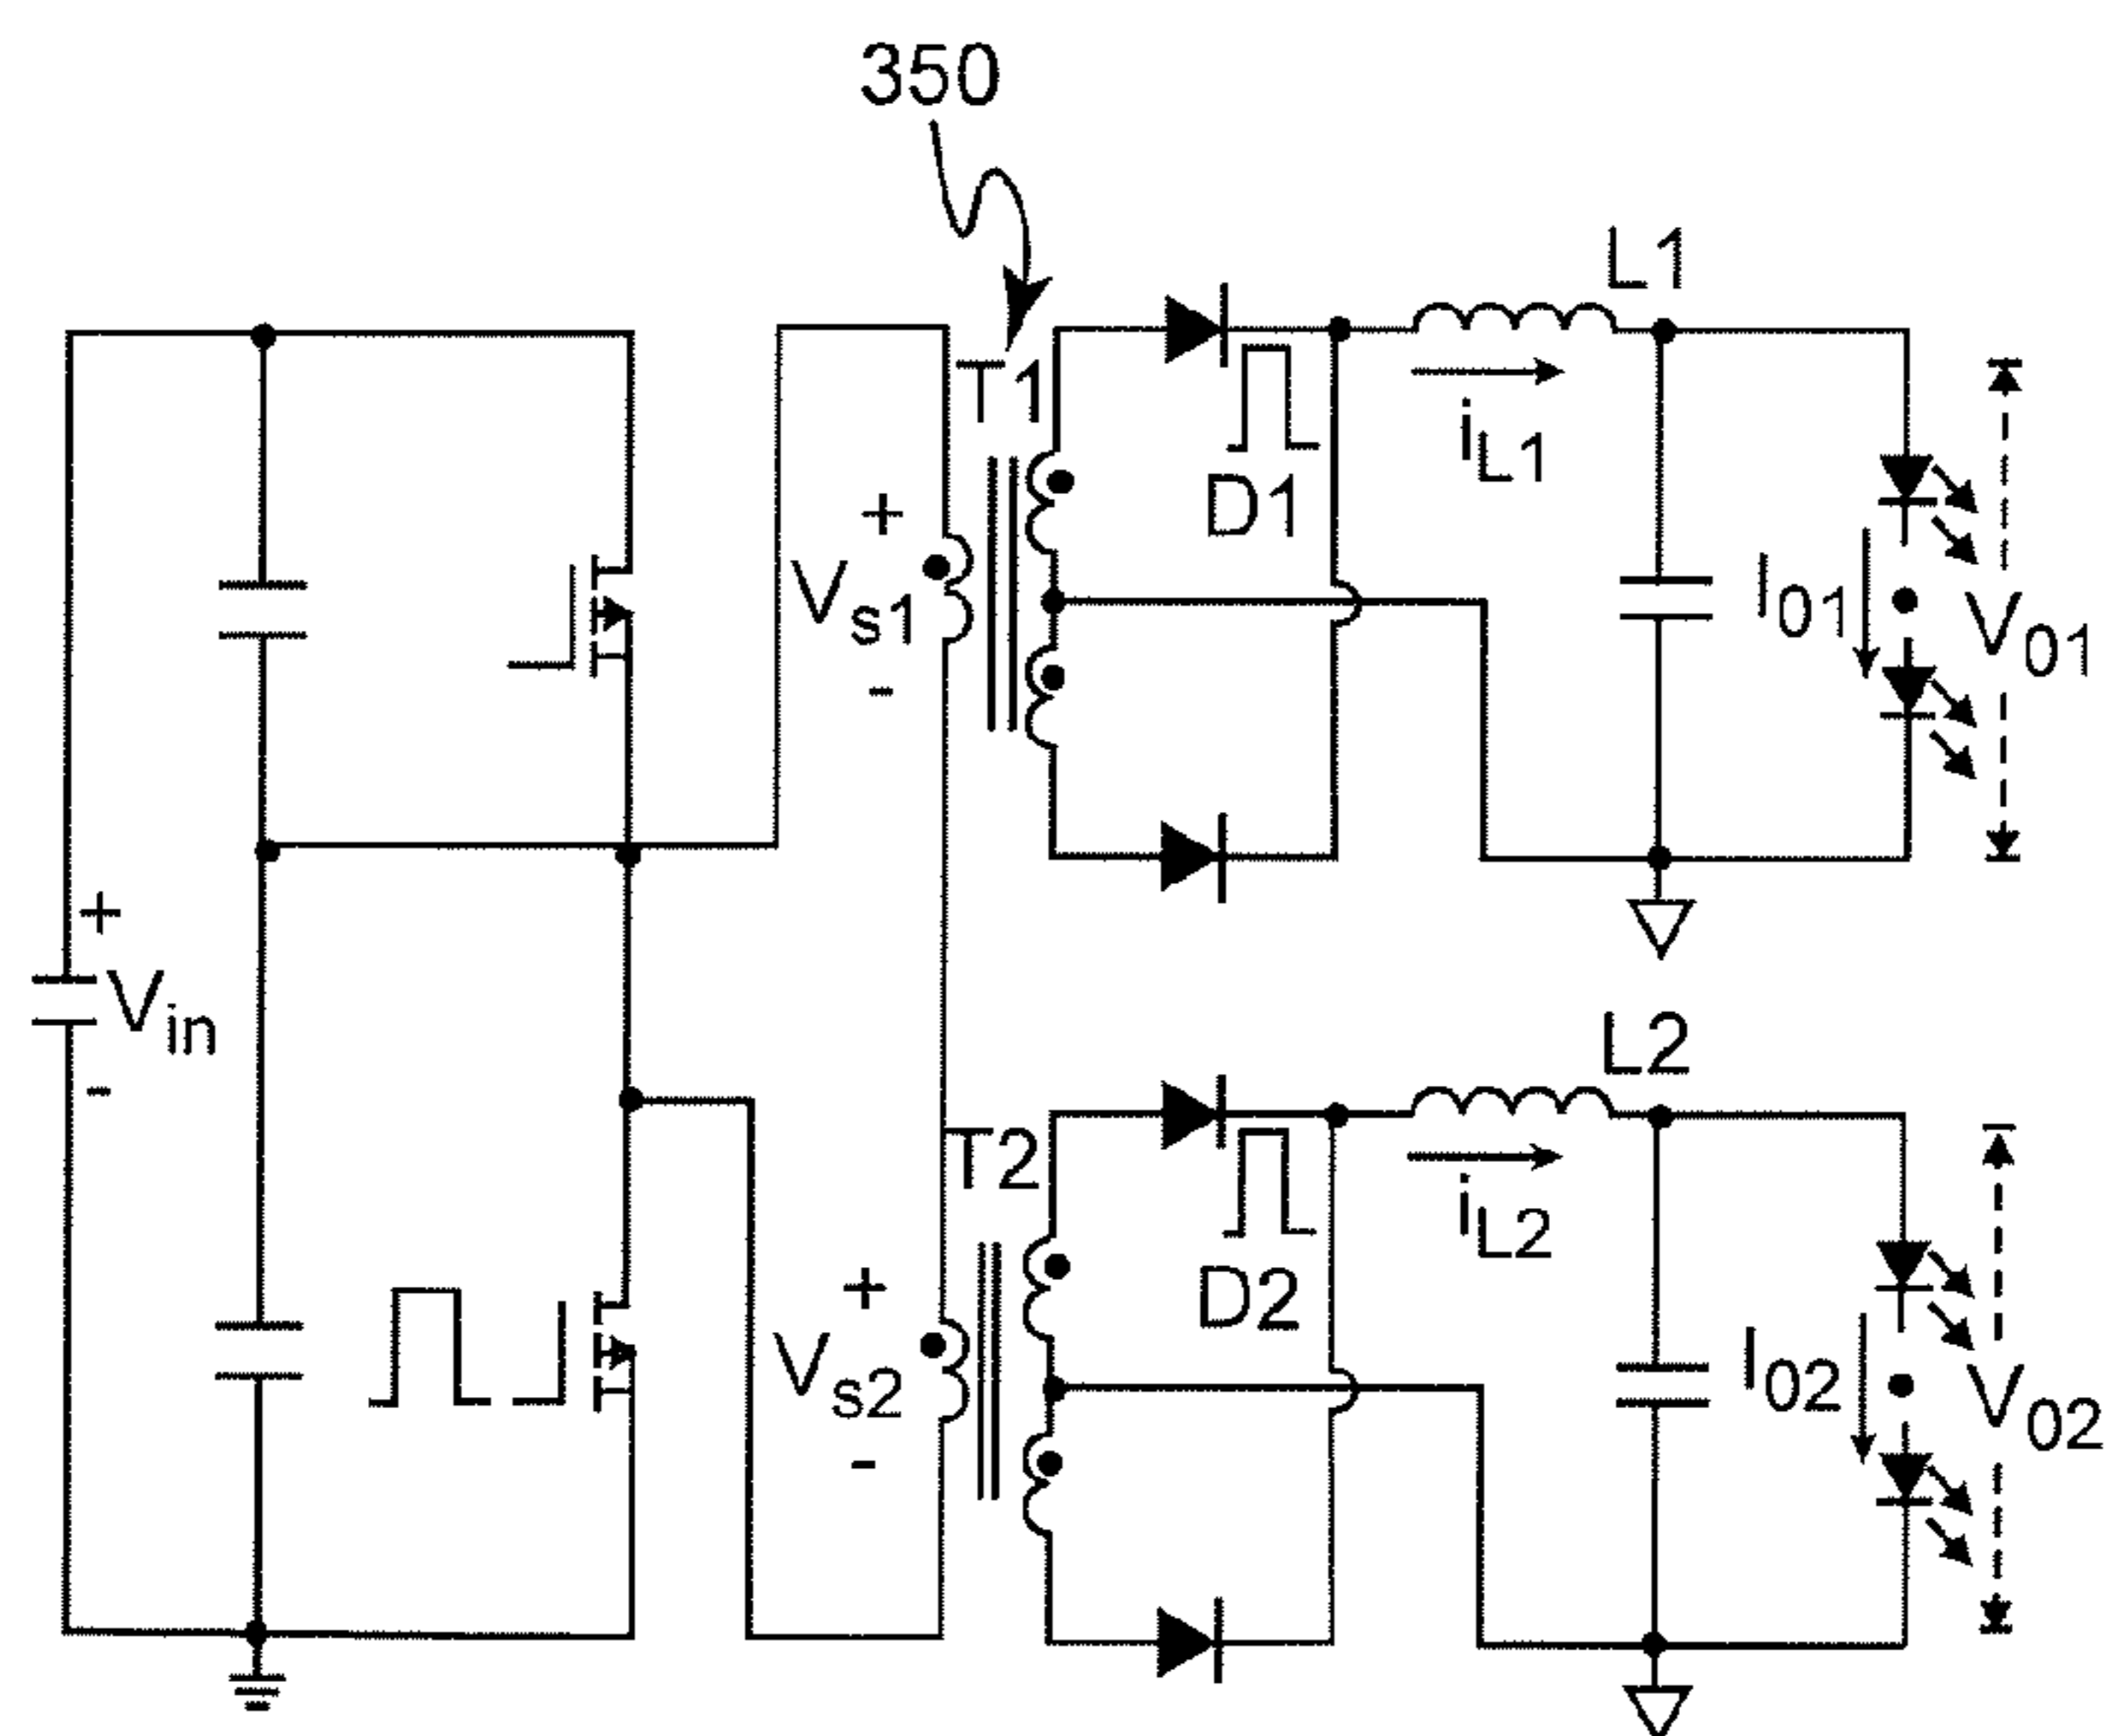 350
L1
T1
iL1
D1
+
Vs1
-
I01
V01
+
Vin
-
L2
T2
iL2
D2
+
Vs2
-
I02
V02